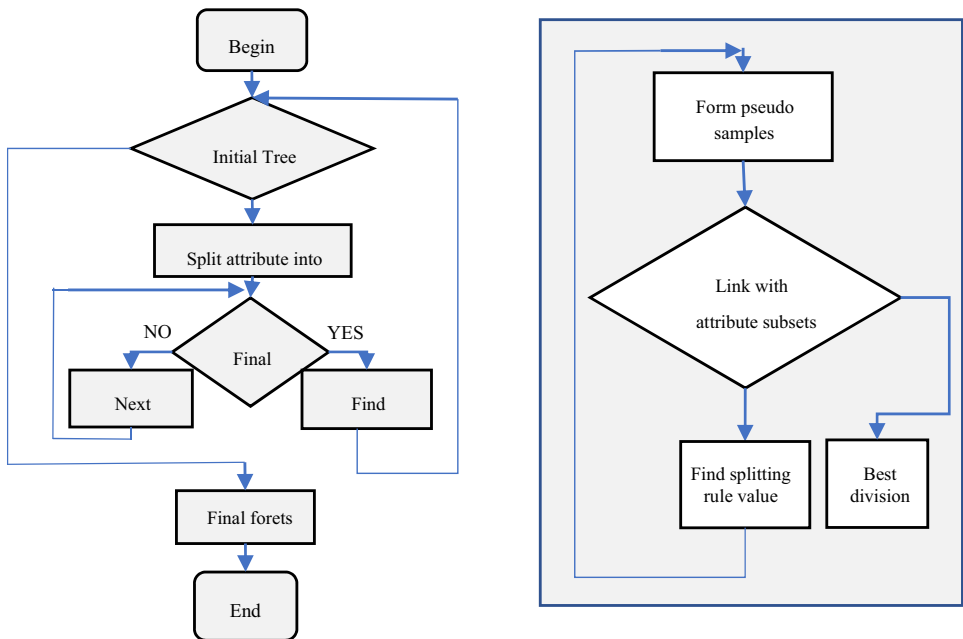 Begin
Initial Tree
Split attribute into
NO
YES
Final
Next
Find
Final forets
End
Form pseudo
samples
Link with
attribute subsets
Find splitting
rule value
Best
division